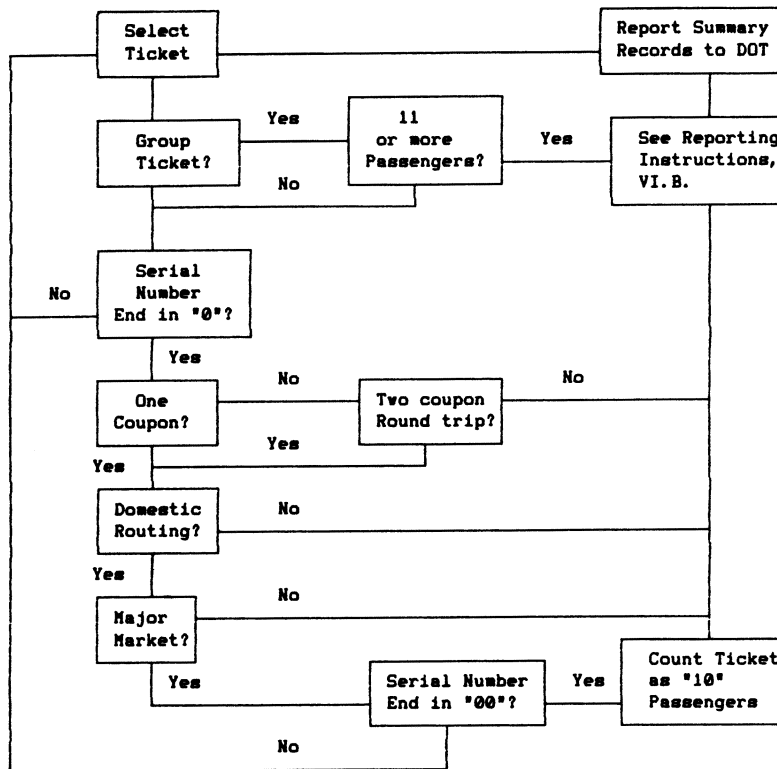 Select
Ticket
Report Summary
Records to DOT
Yes
Group
Ticket?
11
or more
Passengers?
Yes
See Reporting
Instructions,
VI.B.
No
Serial
Number
End in "0"?
No
Yes
One
Coupon?
No
Two coupon
Round trip?
No
Yes
Yes
Domestic
Routing?
No
Yes
Major
Market?
No
Yes
Serial Number
End in "00"?
Yes
Count Ticket
as "10"
Passengers
No